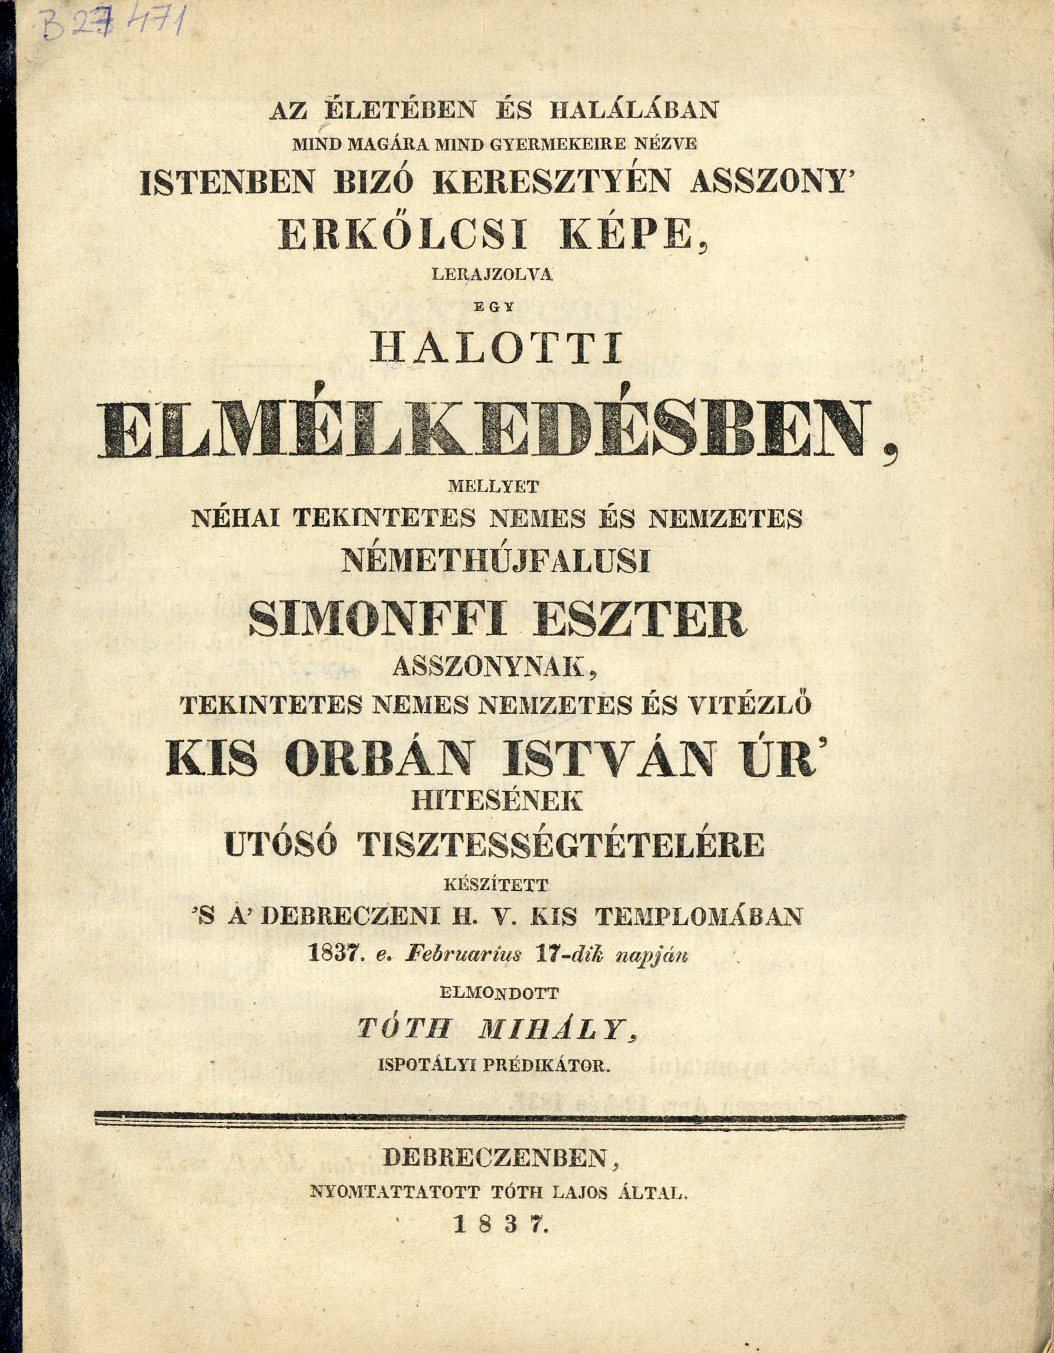 B 27 471
AZ ÉLETÉBEN ÉS HALÁLÁBAN
MIND MAGÁRA MIND GYERMEKEIRE NÉZVE
ISTENBEN BIZÓ KERESZTYÉN ASSZONY'
ERKŐLCSI KÉPE,
LERAJZOLVA
EGY
HALOTTI
ELMÉLKEDÉSBEN,
MELLYET
NÉHAI TEKINTETES NEMES ÉS NEMZETES
NÉMETHÚJFALUSI
SIMONFFI ESZTER
ASSZONYNAK,
TEKINTETES NEMES NEMZETES ÉS VITÉZLŐ
KIS ORBÁN ISTVÁN ÚR'
HITESÉNEK
UTÓSÓ TISZTESSÉGTÉTELÉRE
KÉSZÍTETT
'S A' DEBRECZENI H. V. KIS TEMPLOMÁBAN
1837. e. Februarius 17-dik napján
ELMONDOTT
TÓTH MIHÁLY,
ISPOTÁLYI PRÉDIKÁTOR.
DEBRECZENBEN,
NYOMTATTATOTT TÓTH LAJOS ÁLTAL.
1837.